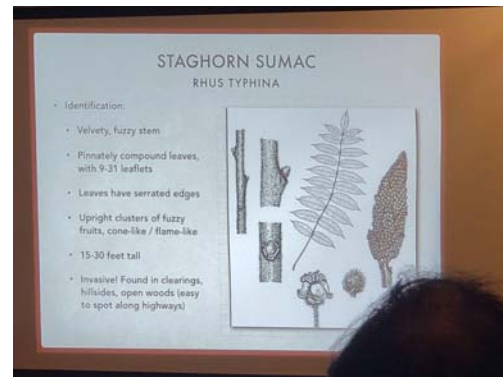 STAGHORN SUMAC
RHUS TYPHINA
• Identification:
• Velvety, fuzzy stem
• Pinnately compound leaves,
with 9-31 leaflets
• Leaves have serrated edges
• Upright clusters of fuzzy
fruits, cone-like / flame-like
• 15-30 feet tall
• Invasive! Found in clearings,
hillsides, open woods (easy
to spot along highways)